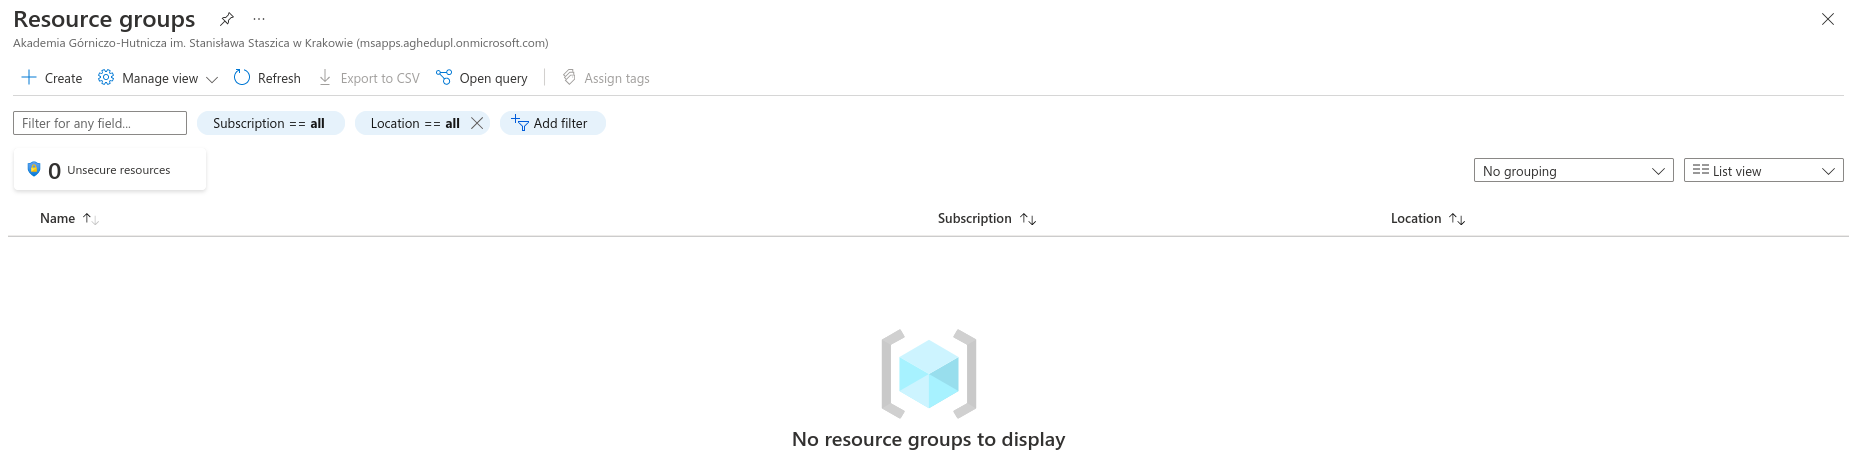 Resource groups ...
Akademia Górniczo-Hutnicza im. Stanisława Staszica w Krakowie (msapps.aghedupl.onmicrosoft.com)
Create Manage view Refresh Export to CSV Open query Assign tags
Filter for any field... Subscription == all Location == all Add filter
0 Unsecure resources
No grouping List view
Name Subscription Location
No resource groups to display